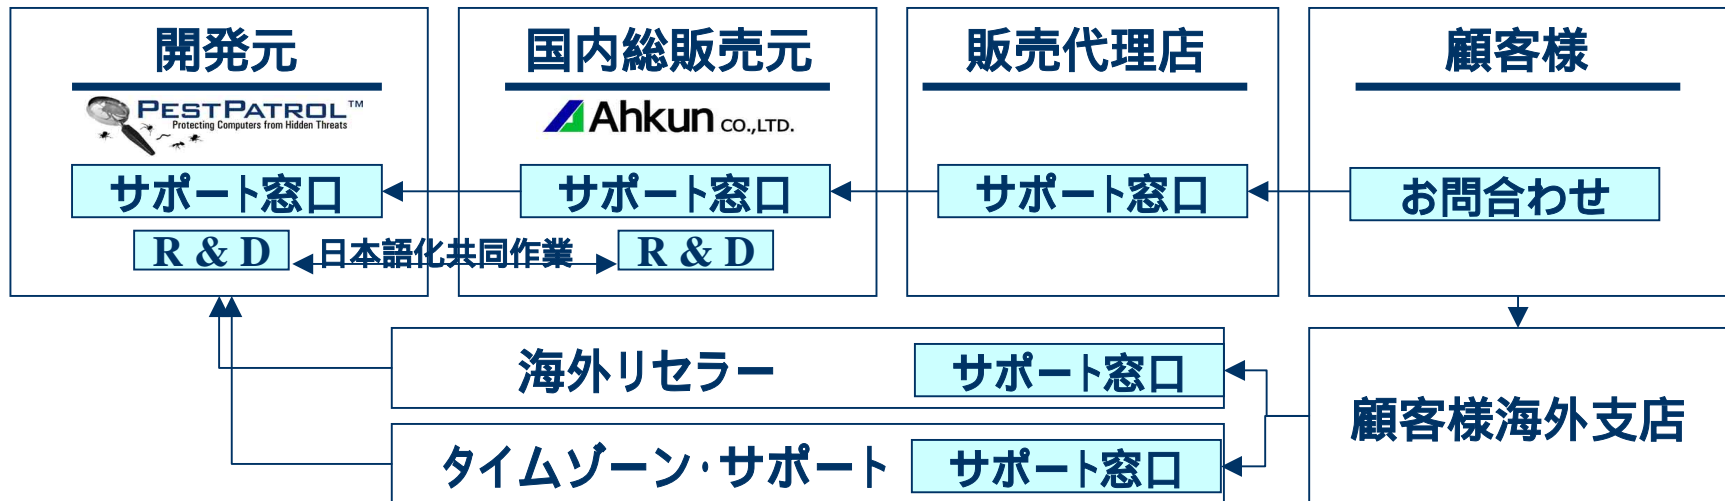 開発元
国内総販売元
販売代理店
顧客様
PESTPATROL™
Protecting Computers from Hidden Threats
Ahkun CO.,LTD.
サポート窓口
サポート窓口
サポート窓口
お問合わせ
R & D
日本語化共同作業
R & D
海外リセラー
サポート窓口
顧客様海外支店
タイムゾーン・サポート
サポート窓口